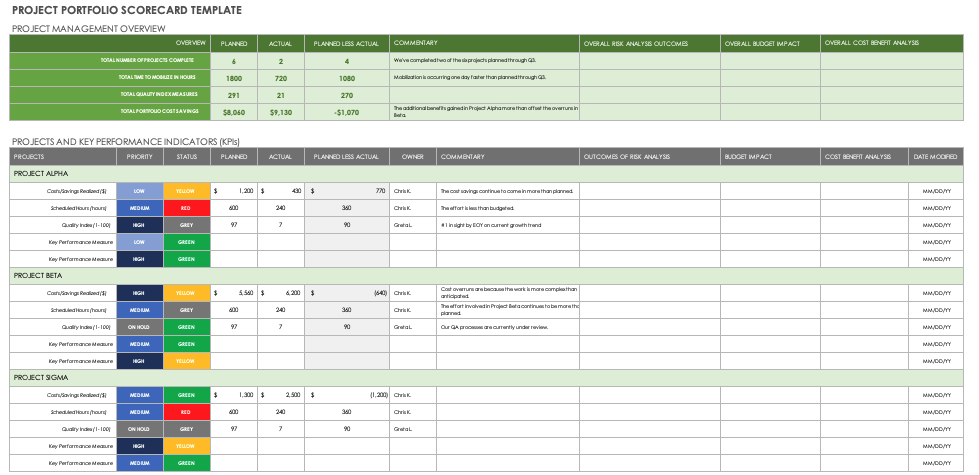 PROJECT PORTFOLIO SCORECARD TEMPLATE
PROJECT MANAGEMENT OVERVIEW
OVERVIEW PLANNED ACTUAL PLANNED LESS ACTUAL COMMENTARY OVERALL RISK ANALYSIS OUTCOMES OVERALL BUDGET IMPACT OVERALL COST BENEFIT ANALYSIS
TOTAL NUMBER OF PROJECTS COMPLETE 6 2 4 We've completed two of the six projects planned through Q3.
TOTAL TIME TO MOBILIZE IN HOURS 1800 720 1080 Mobilization is occurring one day faster than planned through Q3.
TOTAL QUALITY INDEX MEASURES 291 21 270
TOTAL PORTFOLIO COST SAVINGS $8,060 $9,130 -$1,070 The additional benefits gained in Project Alpha more than offset the overruns in
Beta.
PROJECTS AND KEY PERFORMANCE INDICATORS (KPIs)
PROJECTS PRIORITY STATUS PLANNED ACTUAL PLANNED LESS ACTUAL OWNER COMMENTARY OUTCOMES OF RISK ANALYSIS BUDGET IMPACT COST BENEFIT ANALYSIS DATE MODIFIED
PROJECT ALPHA
Costs/Savings Realized ($) LOW YELLOW $ 1,200 $ 430 $ 770 Chris K. The cost savings continue to come in more than planned. MM/DD/YY
Scheduled Hours (hours) MEDIUM RED 600 240 360 Chris K. The effort is less than budgeted. MM/DD/YY
Quality Index (1-100) HIGH GREY 97 7 90 Greta L. #1 in sight by EOY on current growth trend MM/DD/YY
Key Performance Measure LOW GREEN MM/DD/YY
Key Performance Measure HIGH GREEN MM/DD/YY
PROJECT BETA
Costs/Savings Realized ($) HIGH YELLOW $ 5,560 $ 6,200 $ (640) Chris K. Cost overruns are because the work is more complex than
anticipated. MM/DD/YY
Scheduled Hours (hours) MEDIUM GREY 600 240 360 Chris K. The effort involved in Project Beta continues to be more tha
planned. MM/DD/YY
Quality Index (1-100) ON HOLD GREEN 97 7 90 Greta L. Our QA processes are currently under review. MM/DD/YY
Key Performance Measure MEDIUM GREEN MM/DD/YY
Key Performance Measure HIGH YELLOW MM/DD/YY
PROJECT SIGMA
Costs/Savings Realized ($) MEDIUM GREEN $ 1,300 $ 2,500 $ (1,200) Chris K. MM/DD/YY
Scheduled Hours (hours) MEDIUM RED 600 240 360 Chris K. MM/DD/YY
Quality Index (1-100) ON HOLD GREY 97 7 90 Greta L. MM/DD/YY
Key Performance Measure HIGH YELLOW MM/DD/YY
Key Performance Measure MEDIUM GREEN MM/DD/YY